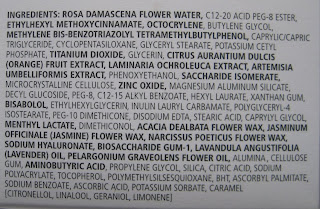 INGREDIENTS: ROSA DAMASCENA FLOWER WATER, C12-20 ACID PEG-8 ESTER,
ETHYLHEXYL METHOXYCINNAMATE, OCTOCRYLENE, BUTYLENE GLYCOL,
METHYLENE BIS-BENZOTRIAZOLYL TETRAMETHYLBUTYLPHENOL, CAPRYLIC/CAPRIC
TRIGLYCERIDE, CYCLOPENTASILOXANE, GLYCERYL STEARATE, POTASSIUM CETYL
PHOSPHATE, TITANIUM DIOXIDE, GLYCERIN, CITRUS AURANTIUM DULCIS
(ORANGE) FRUIT EXTRACT, LAMINARIA OCHROLEUCA EXTRACT, ARTEMISIA
UMBELLIFORMIS EXTRACT, PHENOXYETHANOL, SACCHARIDE ISOMERATE,
MICROCRYSTALLINE CELLULOSE, ZINC OXIDE, MAGNESIUM ALUMINUM SILICATE,
DECYL GLUCOSIDE, PEG-8, C12-15 ALKYL BENZOATE, HEXYL LAURATE, XANTHAN GUM,
BISABOLOL, ETHYLHEXYLGLYCERIN, INULIN LAURYL CARBAMATE, POLYGLYCERYL-4
ISOSTEARATE, PEG-10 DIMETHICONE, DISODIUM EDTA, STEARIC ACID, CAPRYLYL GLYCOL,
MENTHYL LACTATE, DIMETHICONOL, ACACIA DEALBATA FLOWER WAX, JASMINUM
OFFICINALE (JASMINE) FLOWER WAX, NARCISSUS POETICUS FLOWER WAX,
SODIUM HYALURONATE, BIOSACCHARIDE GUM-1, LAVANDULA ANGUSTIFOLIA
(LAVENDER) OIL, PELARGONIUM GRAVEOLENS FLOWER OIL, ALUMINA, CELLULOSE
GUM, AMINOBUTYRIC ACID, PROPYLENE GLYCOL, SILICA, CITRIC ACID, SODIUM
POLYACRYLATE, TOCOPHEROL, POLYMETHYLSILSESQUIOXANE, BHT, ASCORBYL PALMITATE,
SODIUM BENZOATE, ASCORBIC ACID, POTASSIUM SORBATE, CARAMEL
[CITRONELLOL, LINALOOL, GERANIOL, LIMONENE]